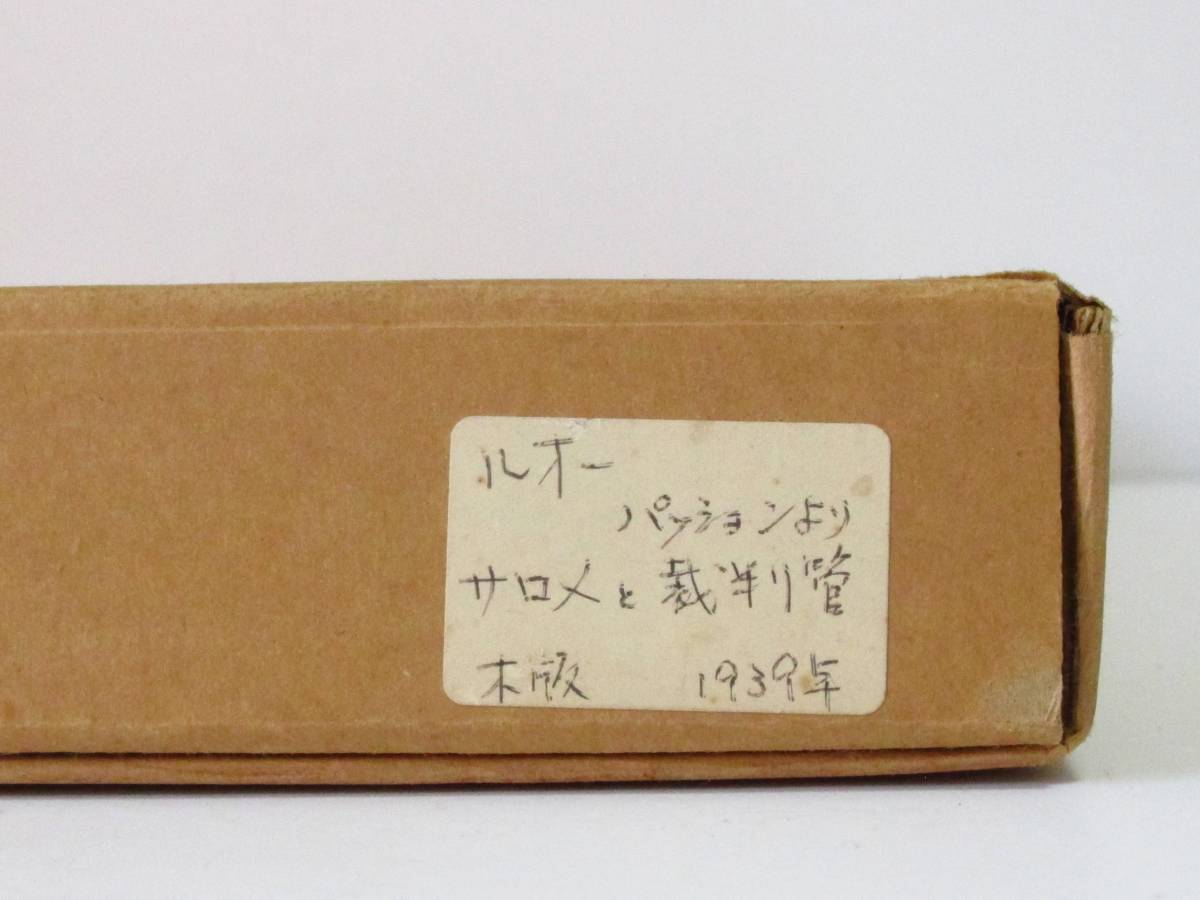 ルオー
パッションより
サロメと裁判管
木版 1939年